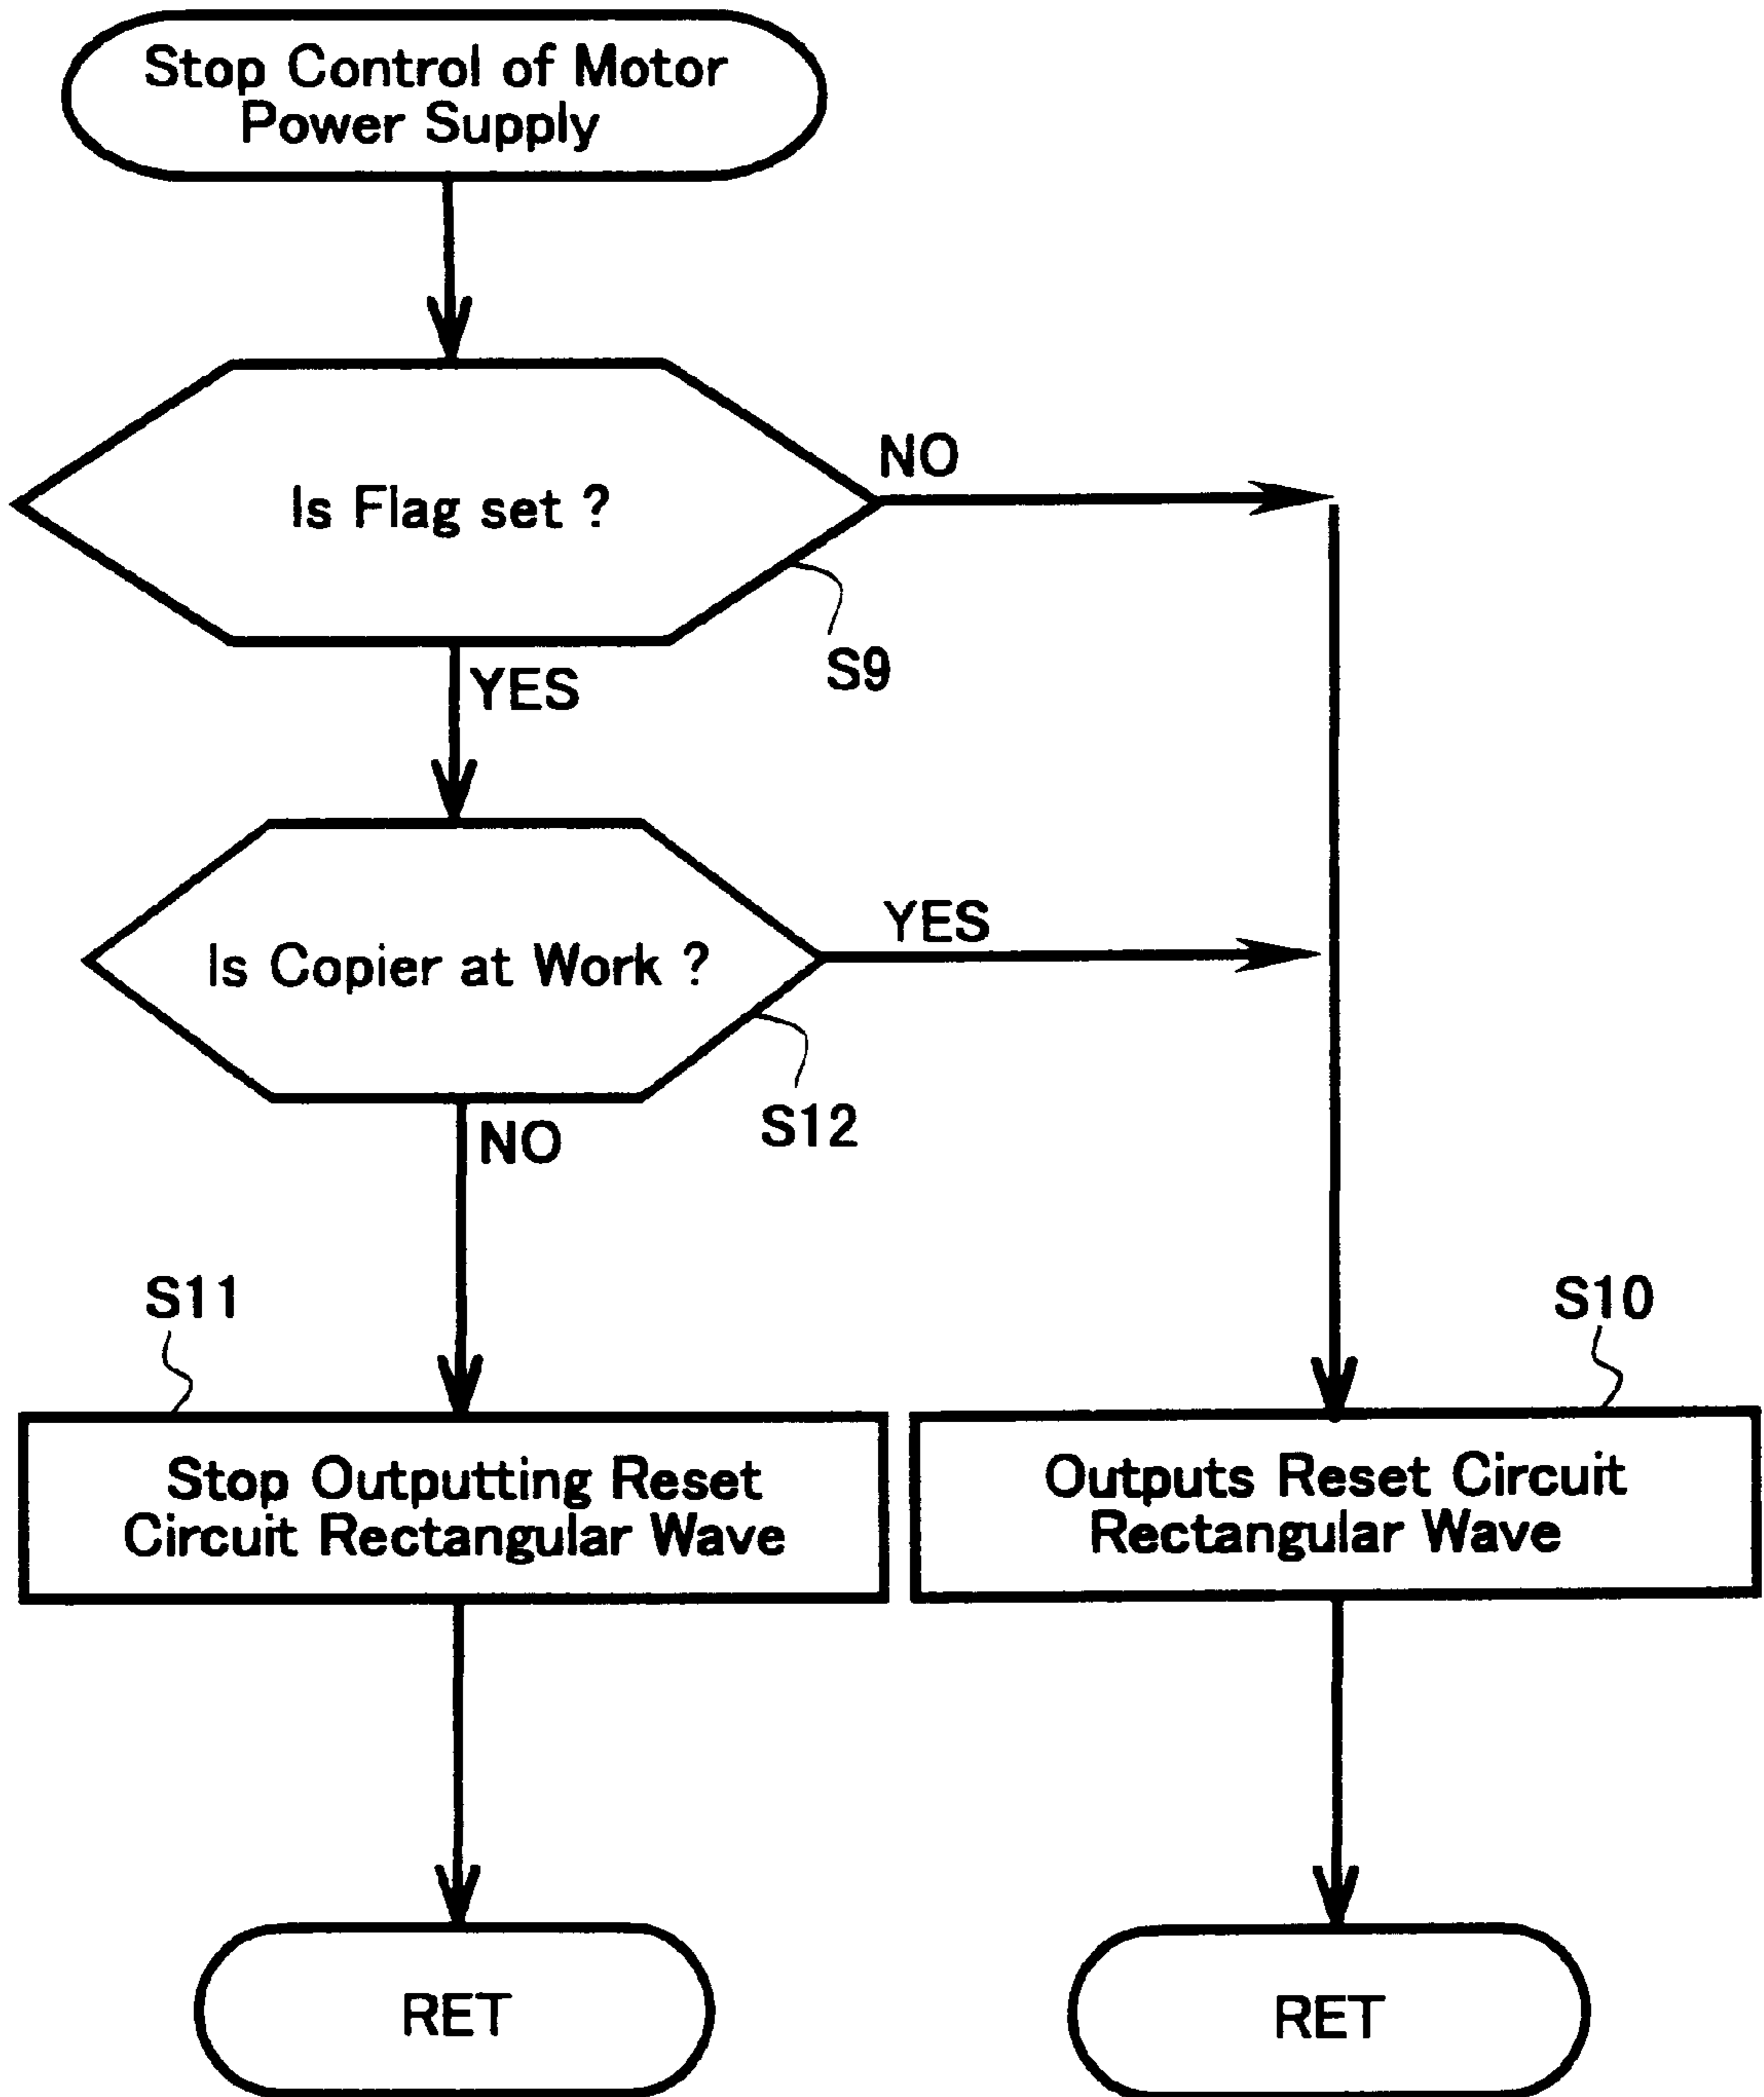 Stop Control of Motor
Power Supply
Is Flag set ?
NO
S9
YES
Is Copier at Work ?
YES
S12
NO
S11
S10
Stop Outputting Reset
Circuit Rectangular Wave
Outputs Reset Circuit
Rectangular Wave
RET
RET